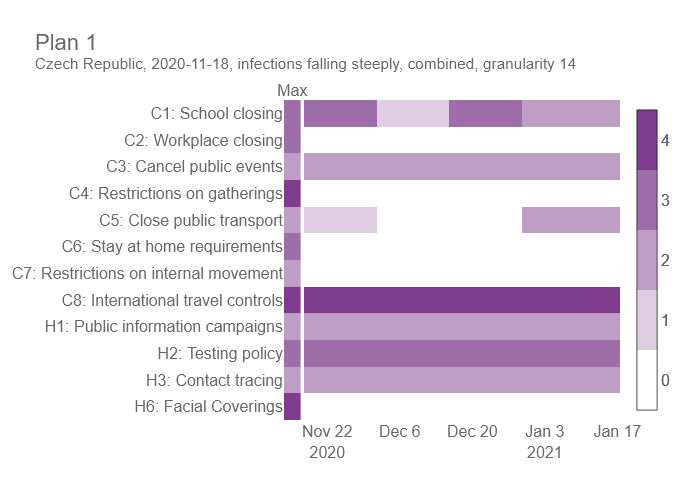 Plan 1
Czech Republic, 2020-11-18, infections falling steeply, combined, granularity 14
Max
C1: School closing
C2: Workplace closing
C3: Cancel public events
C4: Restrictions on gatherings
C5: Close public transport
C6: Stay at home requirements
C7: Restrictions on internal movement
C8: International travel controls
H1: Public information campaigns
H2: Testing policy
H3: Contact tracing
H6: Facial Coverings
4
3
2
1
0
Nov 22 Dec 6 Dec 20 Jan 3 Jan 17
2020 2021